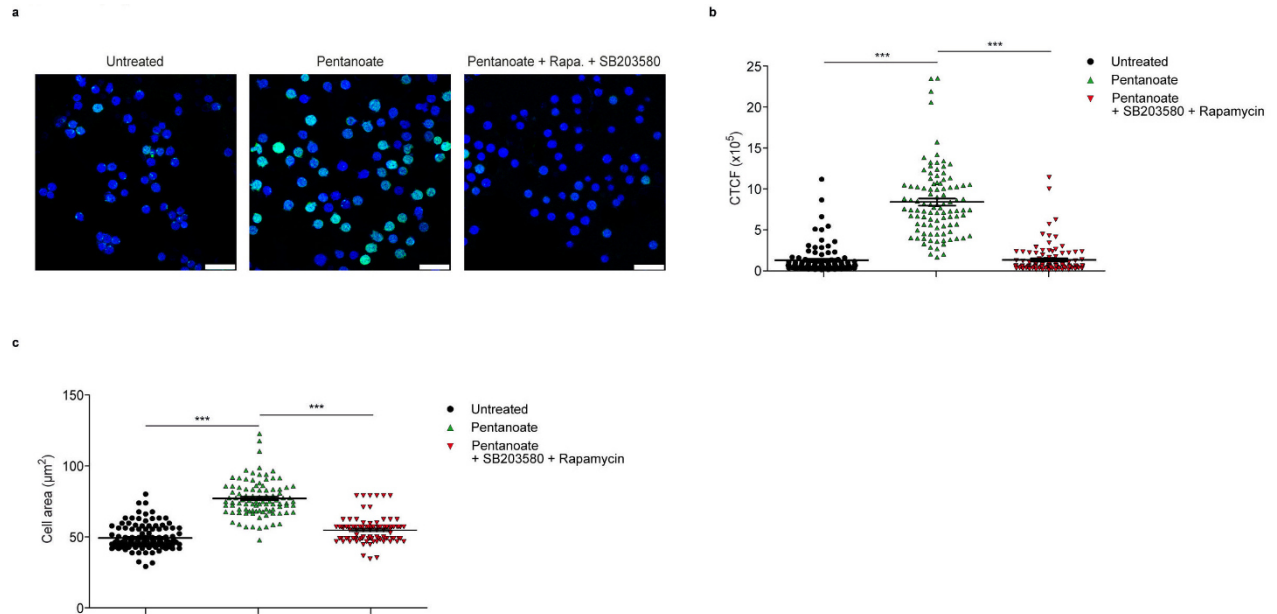 a
Untreated
Pentanoate
Pentanoate + Rapa. + SB203580
b
***
***
25
20
15
10
5
0
CTCF (x10⁵)
Untreated
Pentanoate
Pentanoate
+ SB203580 + Rapamycin
c
***
***
150
100
50
0
Cell area (µm²)
Untreated
Pentanoate
Pentanoate
+ SB203580 + Rapamycin